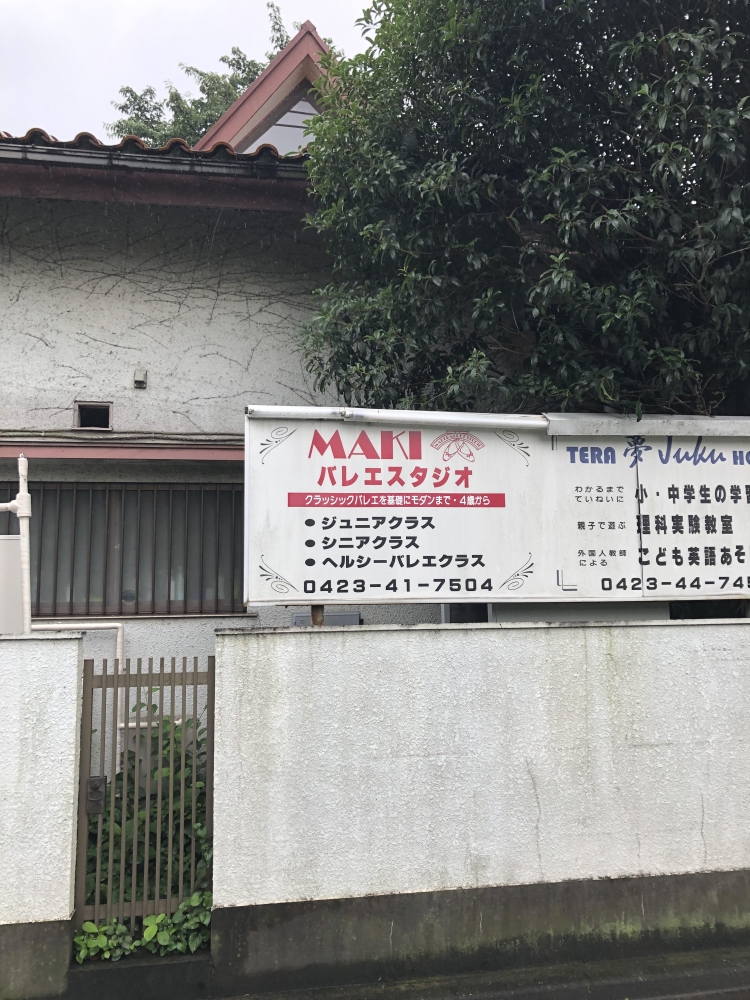 MAKI
バレエスタジオ
クラッシックバレエを基礎にモダンまで・4歳から
● ジュニアクラス
● シニアクラス
● ヘルシーバレエクラス
0423-41-7504
TERA 夢 Juku HO
わかるまで
ていねいに
小・中学生の学習
親子で遊ぶ 理科実験教室
外国人教師
による
こども英語あそ
0423-44-745